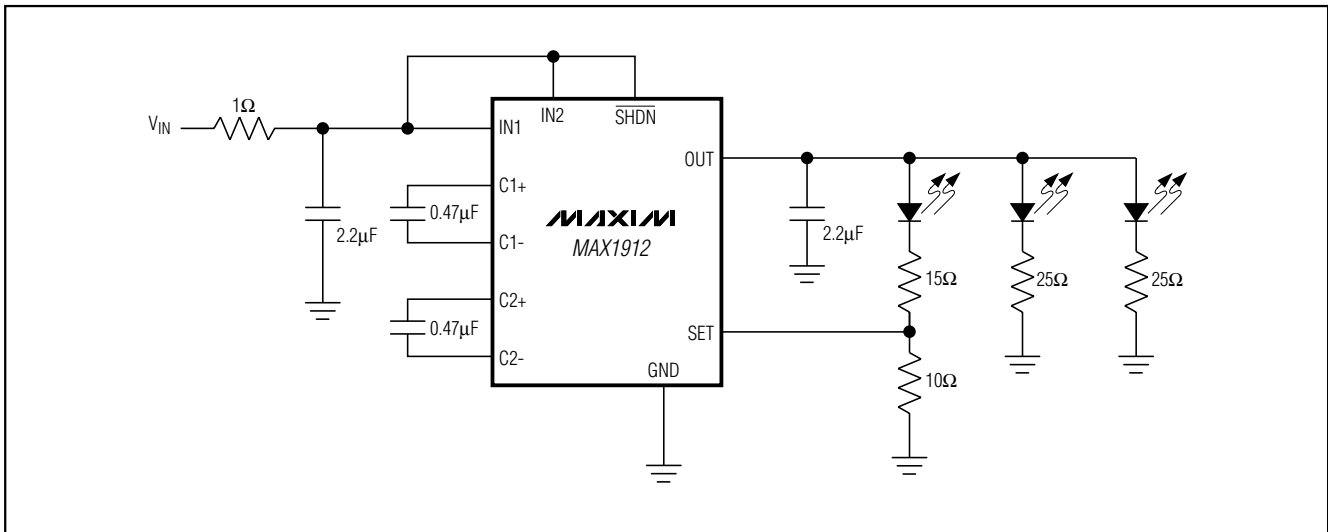 1Ω
V_IN
IN1
IN2
S̅H̅D̅N̅
OUT
C1+
0.47µF
C1-
2.2µF
MAXIM
MAX1912
2.2µF
15Ω
25Ω
25Ω
C2+
0.47µF
C2-
SET
GND
10Ω